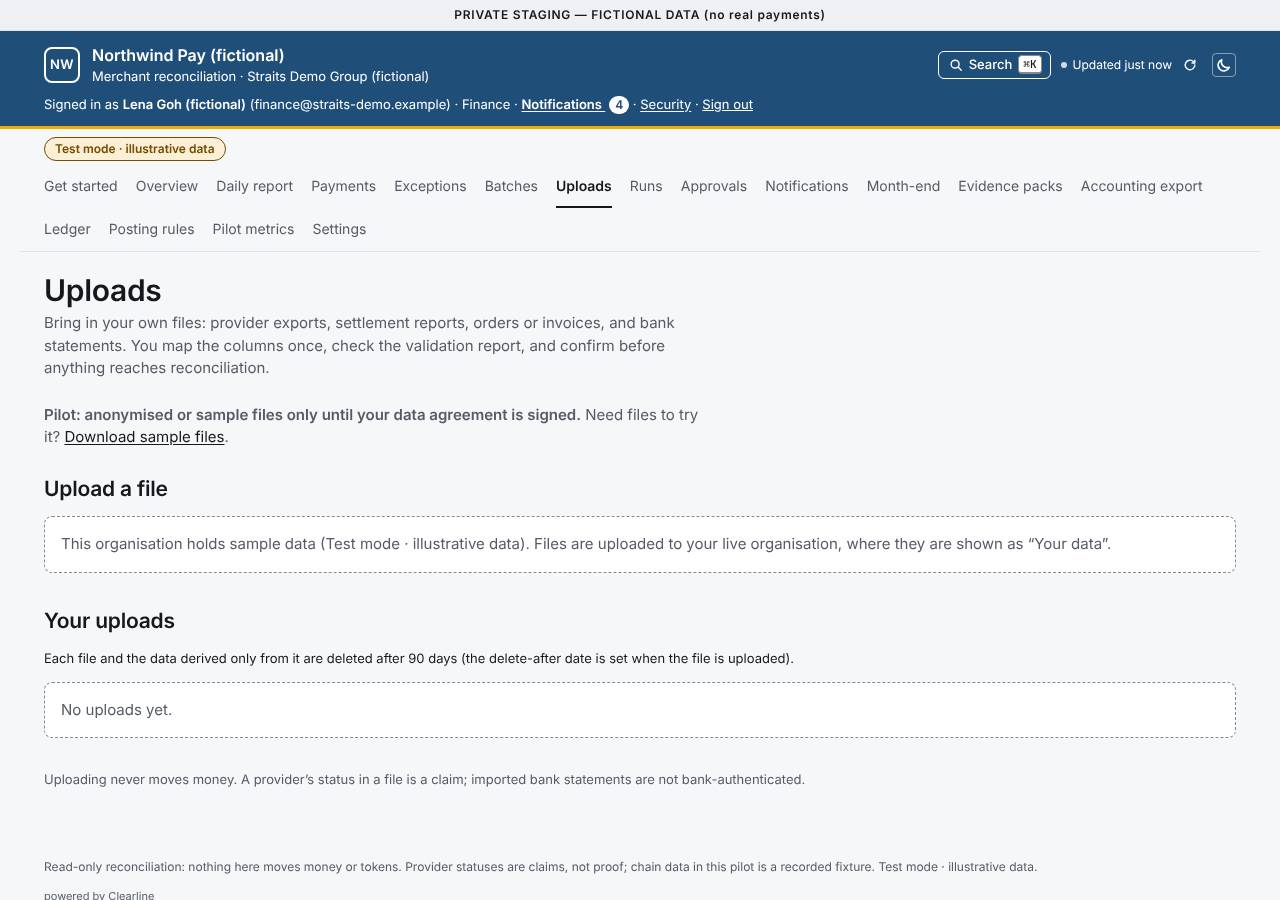 PRIVATE STAGING — FICTIONAL DATA (no real payments)
NW
Northwind Pay (fictional)
Merchant reconciliation · Straits Demo Group (fictional)
Search ⌘K
Updated just now
Signed in as Lena Goh (fictional) (finance@straits-demo.example) · Finance · Notifications 4 · Security · Sign out
Test mode · illustrative data
Get started Overview Daily report Payments Exceptions Batches Uploads Runs Approvals Notifications Month-end Evidence packs Accounting export
Ledger Posting rules Pilot metrics Settings
Uploads
Bring in your own files: provider exports, settlement reports, orders or invoices, and bank
statements. You map the columns once, check the validation report, and confirm before
anything reaches reconciliation.
Pilot: anonymised or sample files only until your data agreement is signed. Need files to try
it? Download sample files.
Upload a file
This organisation holds sample data (Test mode · illustrative data). Files are uploaded to your live organisation, where they are shown as “Your data”.
Your uploads
Each file and the data derived only from it are deleted after 90 days (the delete-after date is set when the file is uploaded).
No uploads yet.
Uploading never moves money. A provider’s status in a file is a claim; imported bank statements are not bank-authenticated.
Read-only reconciliation: nothing here moves money or tokens. Provider statuses are claims, not proof; chain data in this pilot is a recorded fixture. Test mode · illustrative data.
powered by Clearline